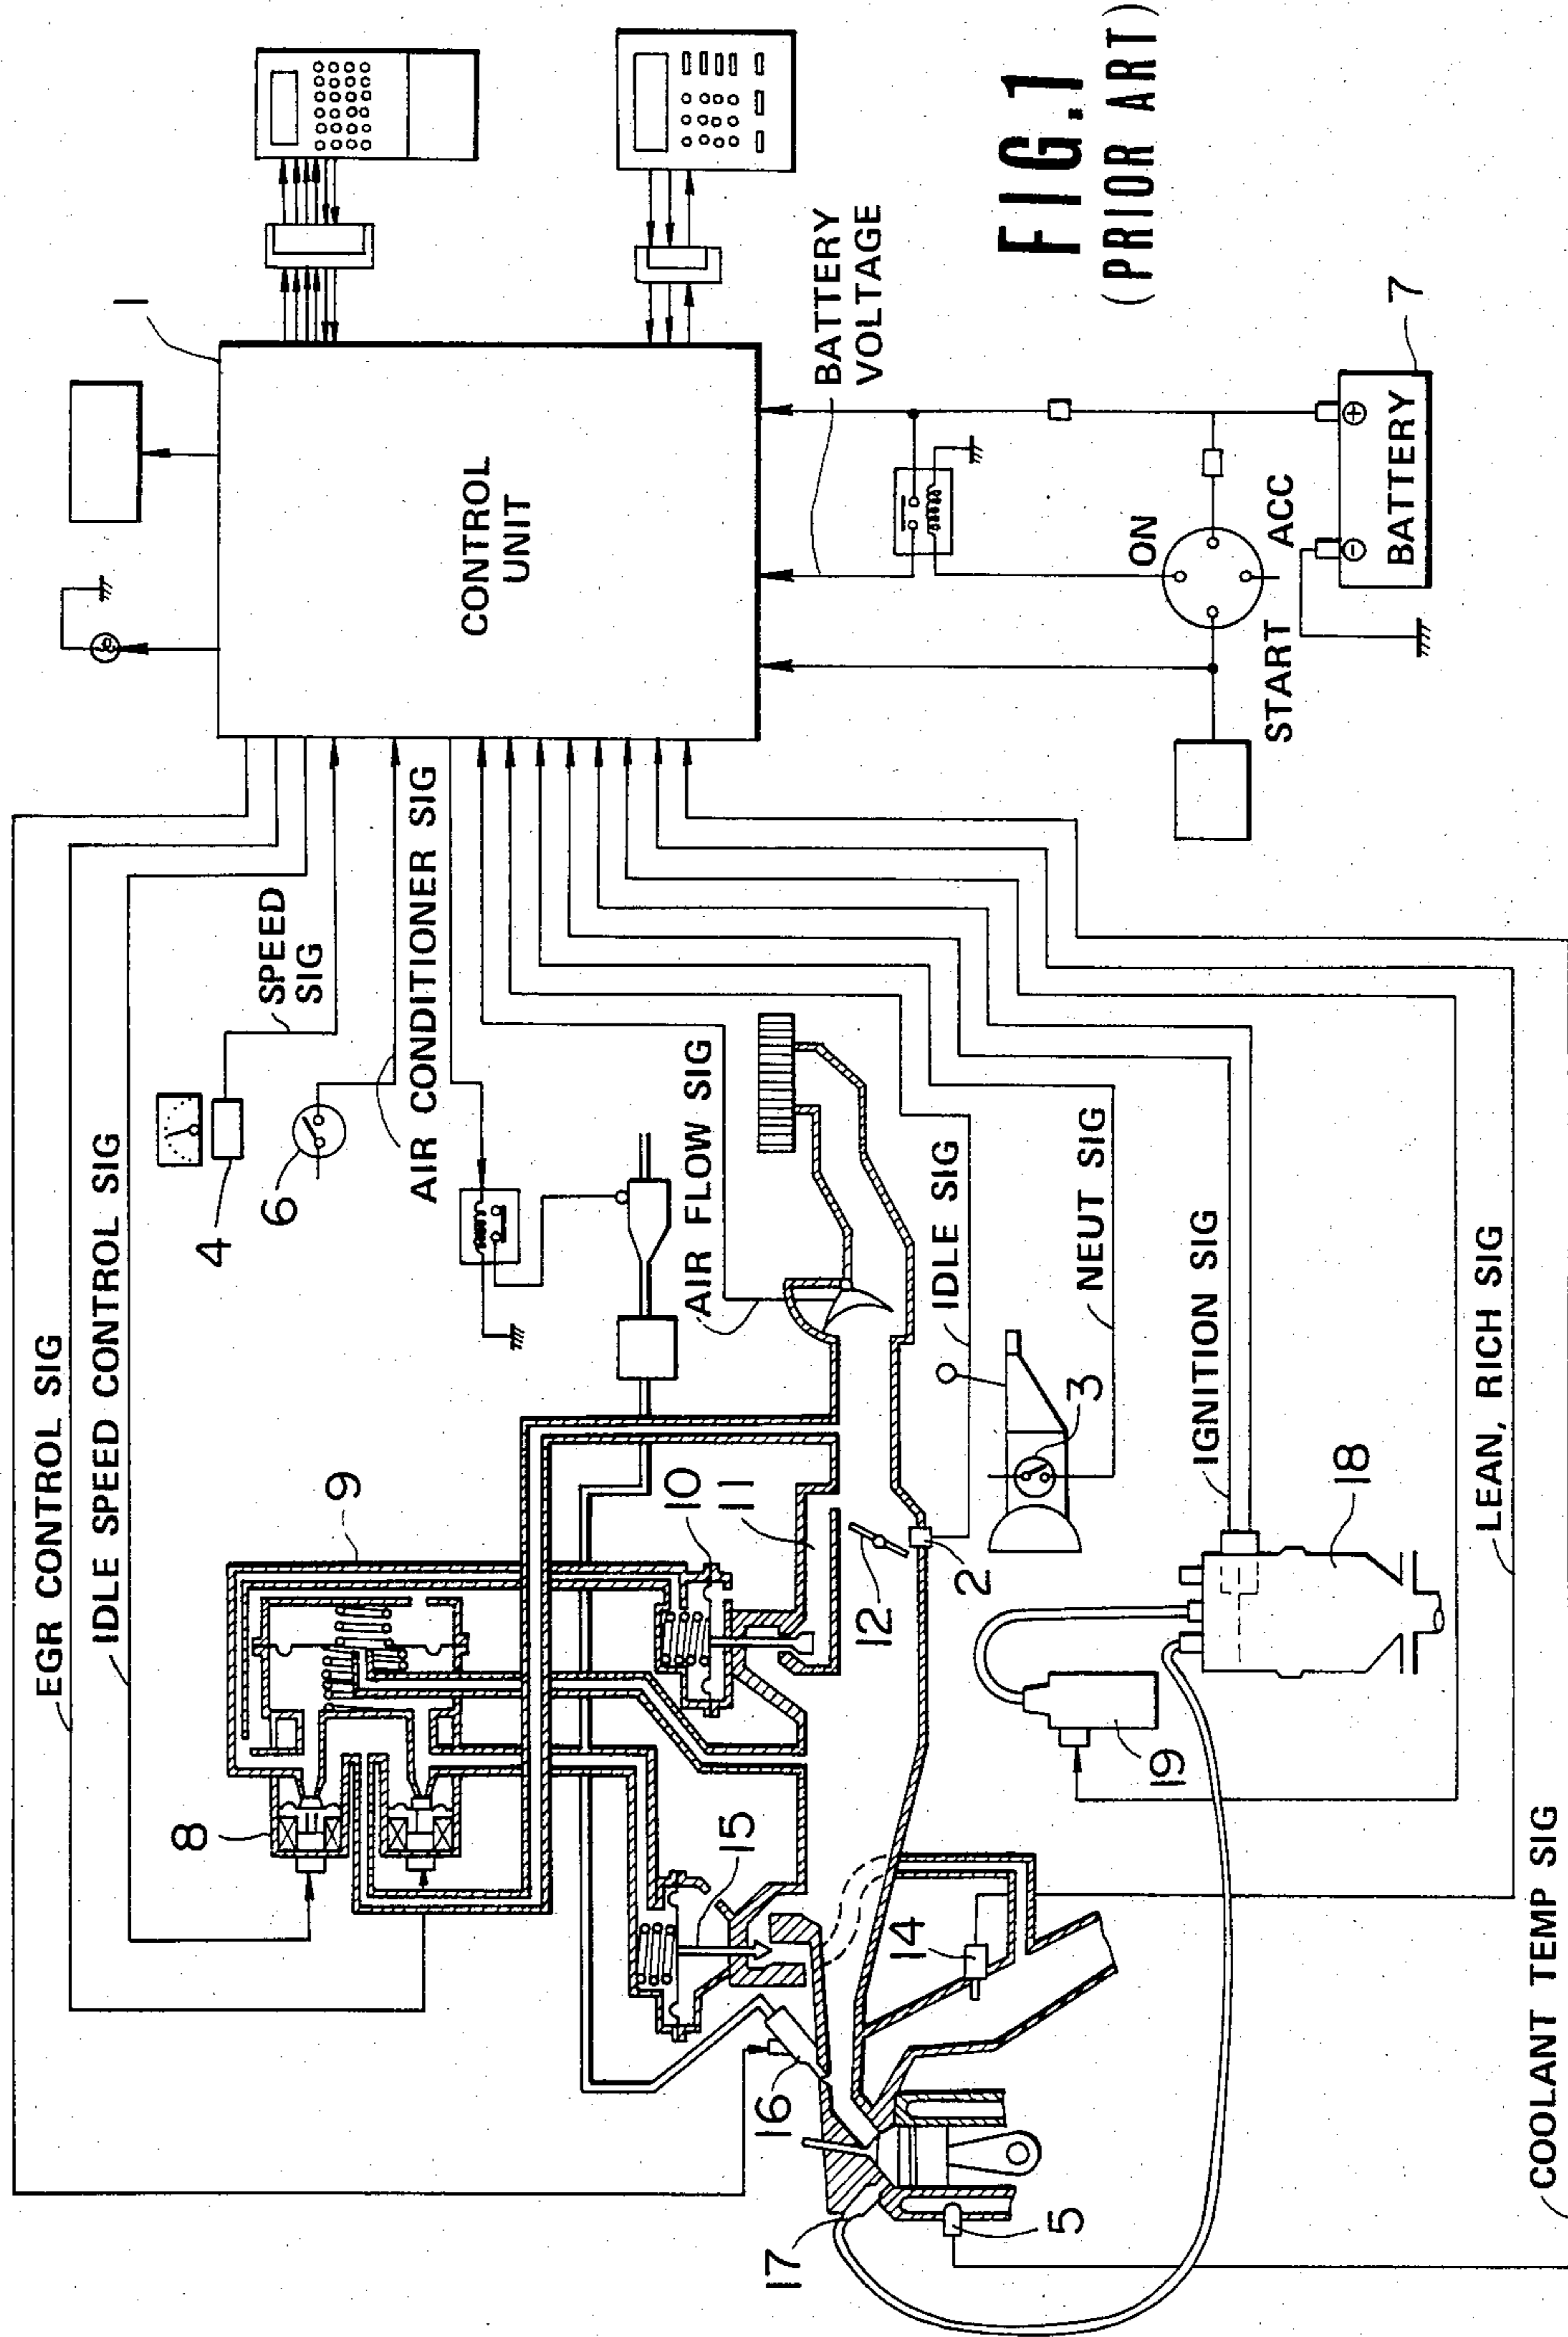 EGR CONTROL SIG
IDLE SPEED CONTROL SIG
SPEED
SIG
4
6
AIR CONDITIONER SIG
1
CONTROL
UNIT
8
9
10
11
AIR FLOW SIG
BATTERY
VOLTAGE
15
16
12
2
IDLE SIG
17
14
5
3
NEUT SIG
19
18
IGNITION SIG
LEAN, RICH SIG
COOLANT TEMP SIG
ON
START
ACC
⊖
⊕
BATTERY
7
FIG.1
(PRIOR ART)